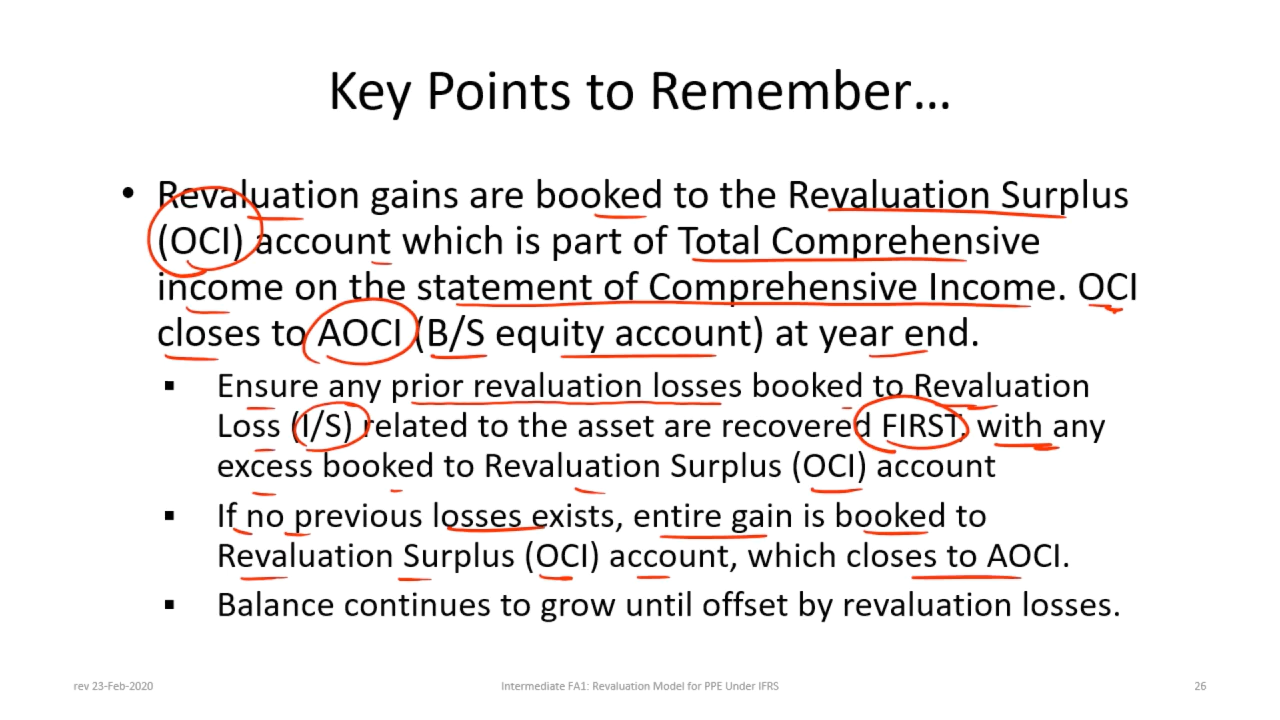 Key Points to Remember...
• Revaluation gains are booked to the Revaluation Surplus
(OCI) account which is part of Total Comprehensive
income on the statement of Comprehensive Income. OCI
closes to AOCI (B/S equity account) at year end.
▪ Ensure any prior revaluation losses booked to Revaluation
Loss (I/S) related to the asset are recovered FIRST, with any
excess booked to Revaluation Surplus (OCI) account
▪ If no previous losses exists, entire gain is booked to
Revaluation Surplus (OCI) account, which closes to AOCI.
▪ Balance continues to grow until offset by revaluation losses.
rev 23-Feb-2020
Intermediate FA1: Revaluation Model for PPE Under IFRS
26